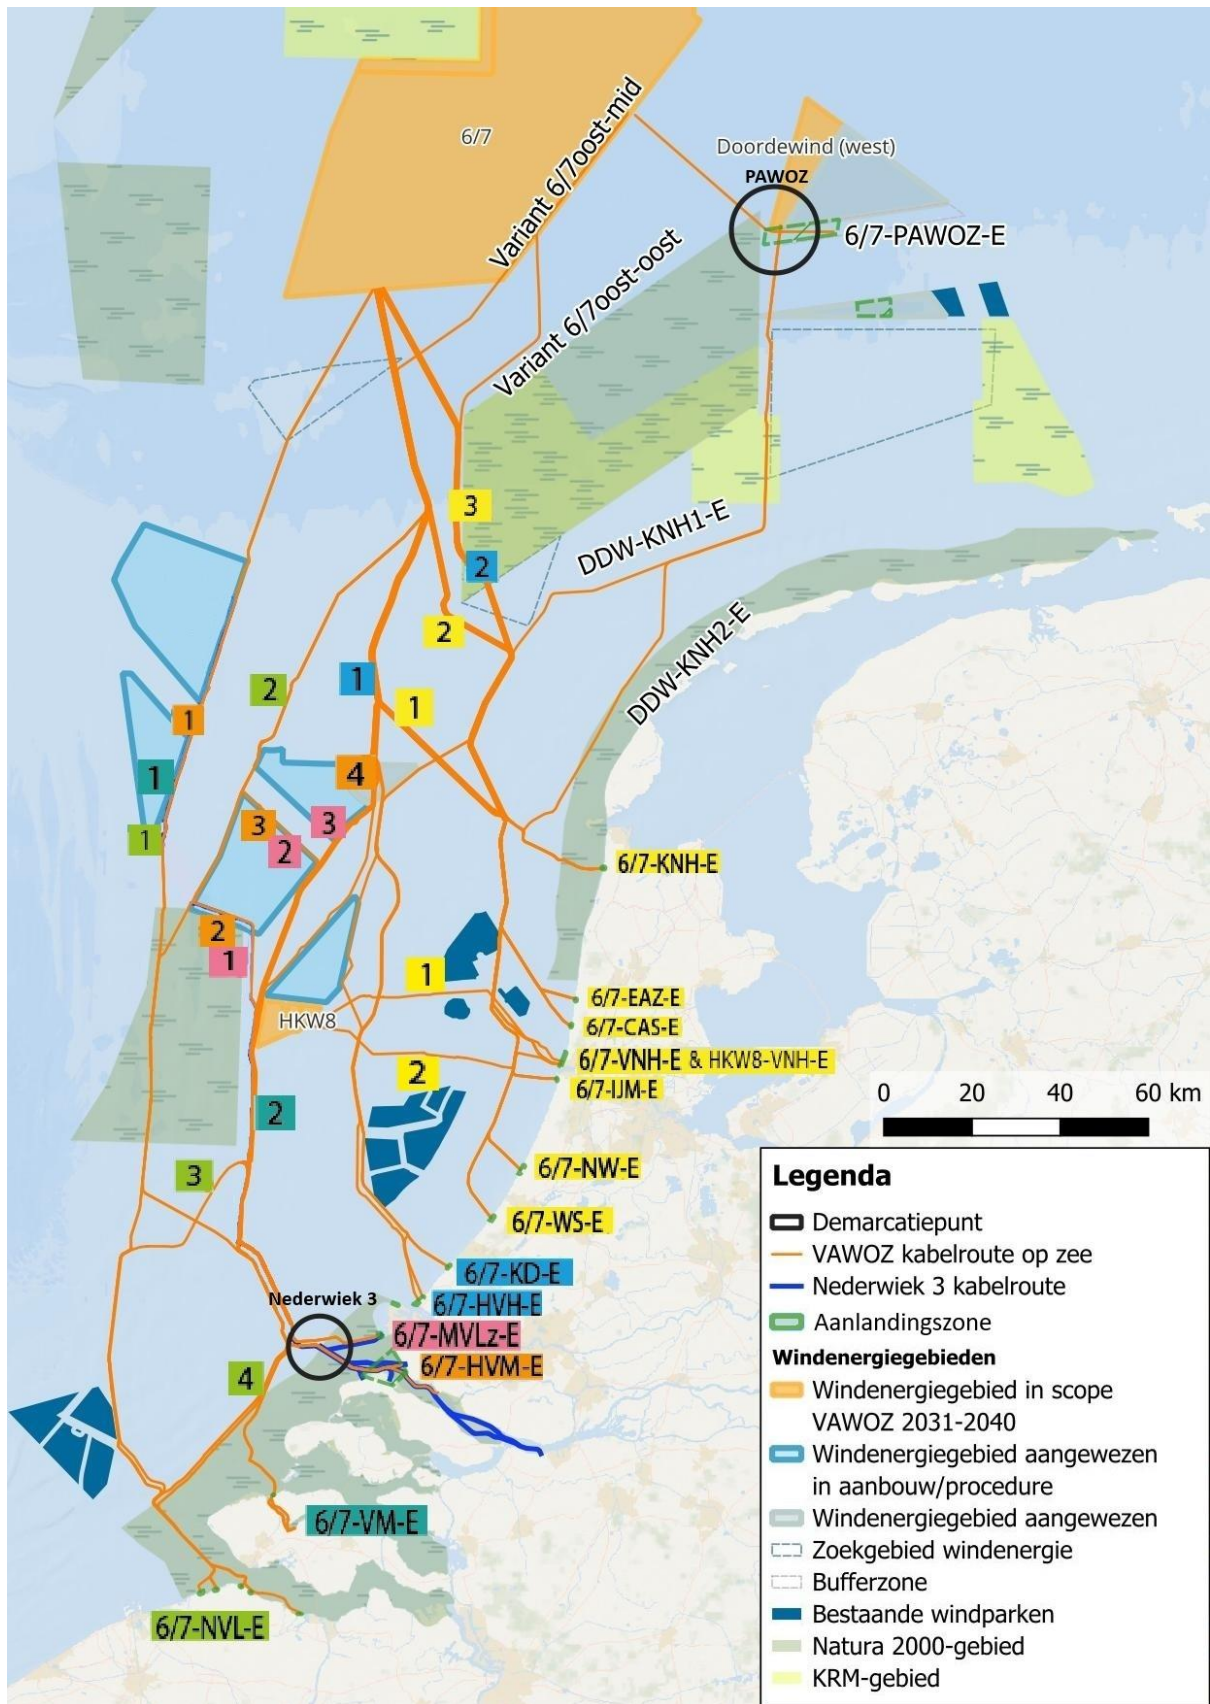 6/7
Variant 6/7oost-mid
Doordewind (west)
PAWOZ
6/7-PAWOZ-E
Variant 6/7oost-oost
3
DDW-KNH1-E
2
2
DDW-KNH2-E
1
2
1
1
4
1
3
3
1
2
6/7-KNH-E
2
1
1
6/7-EAZ-E
HKW8
6/7-CAS-E
6/7-VNH-E & HKW8-VNH-E
2
6/7-IJM-E
0 20 40 60 km
2
3
6/7-NW-E
6/7-WS-E
6/7-KD-E
Nederwiek 3
6/7-HVH-E
6/7-MVLz-E
6/7-HVM-E
4
6/7-VM-E
6/7-NVL-E
Legenda
Demarcatiepunt
VAWOZ kabelroute op zee
Nederwiek 3 kabelroute
Aanlandingszone
Windenergiegebieden
Windenergiegebied in scope
VAWOZ 2031-2040
Windenergiegebied aangewezen
in aanbouw/procedure
Windenergiegebied aangewezen
Zoekgebied windenergie
Bufferzone
Bestaande windparken
Natura 2000-gebied
KRM-gebied